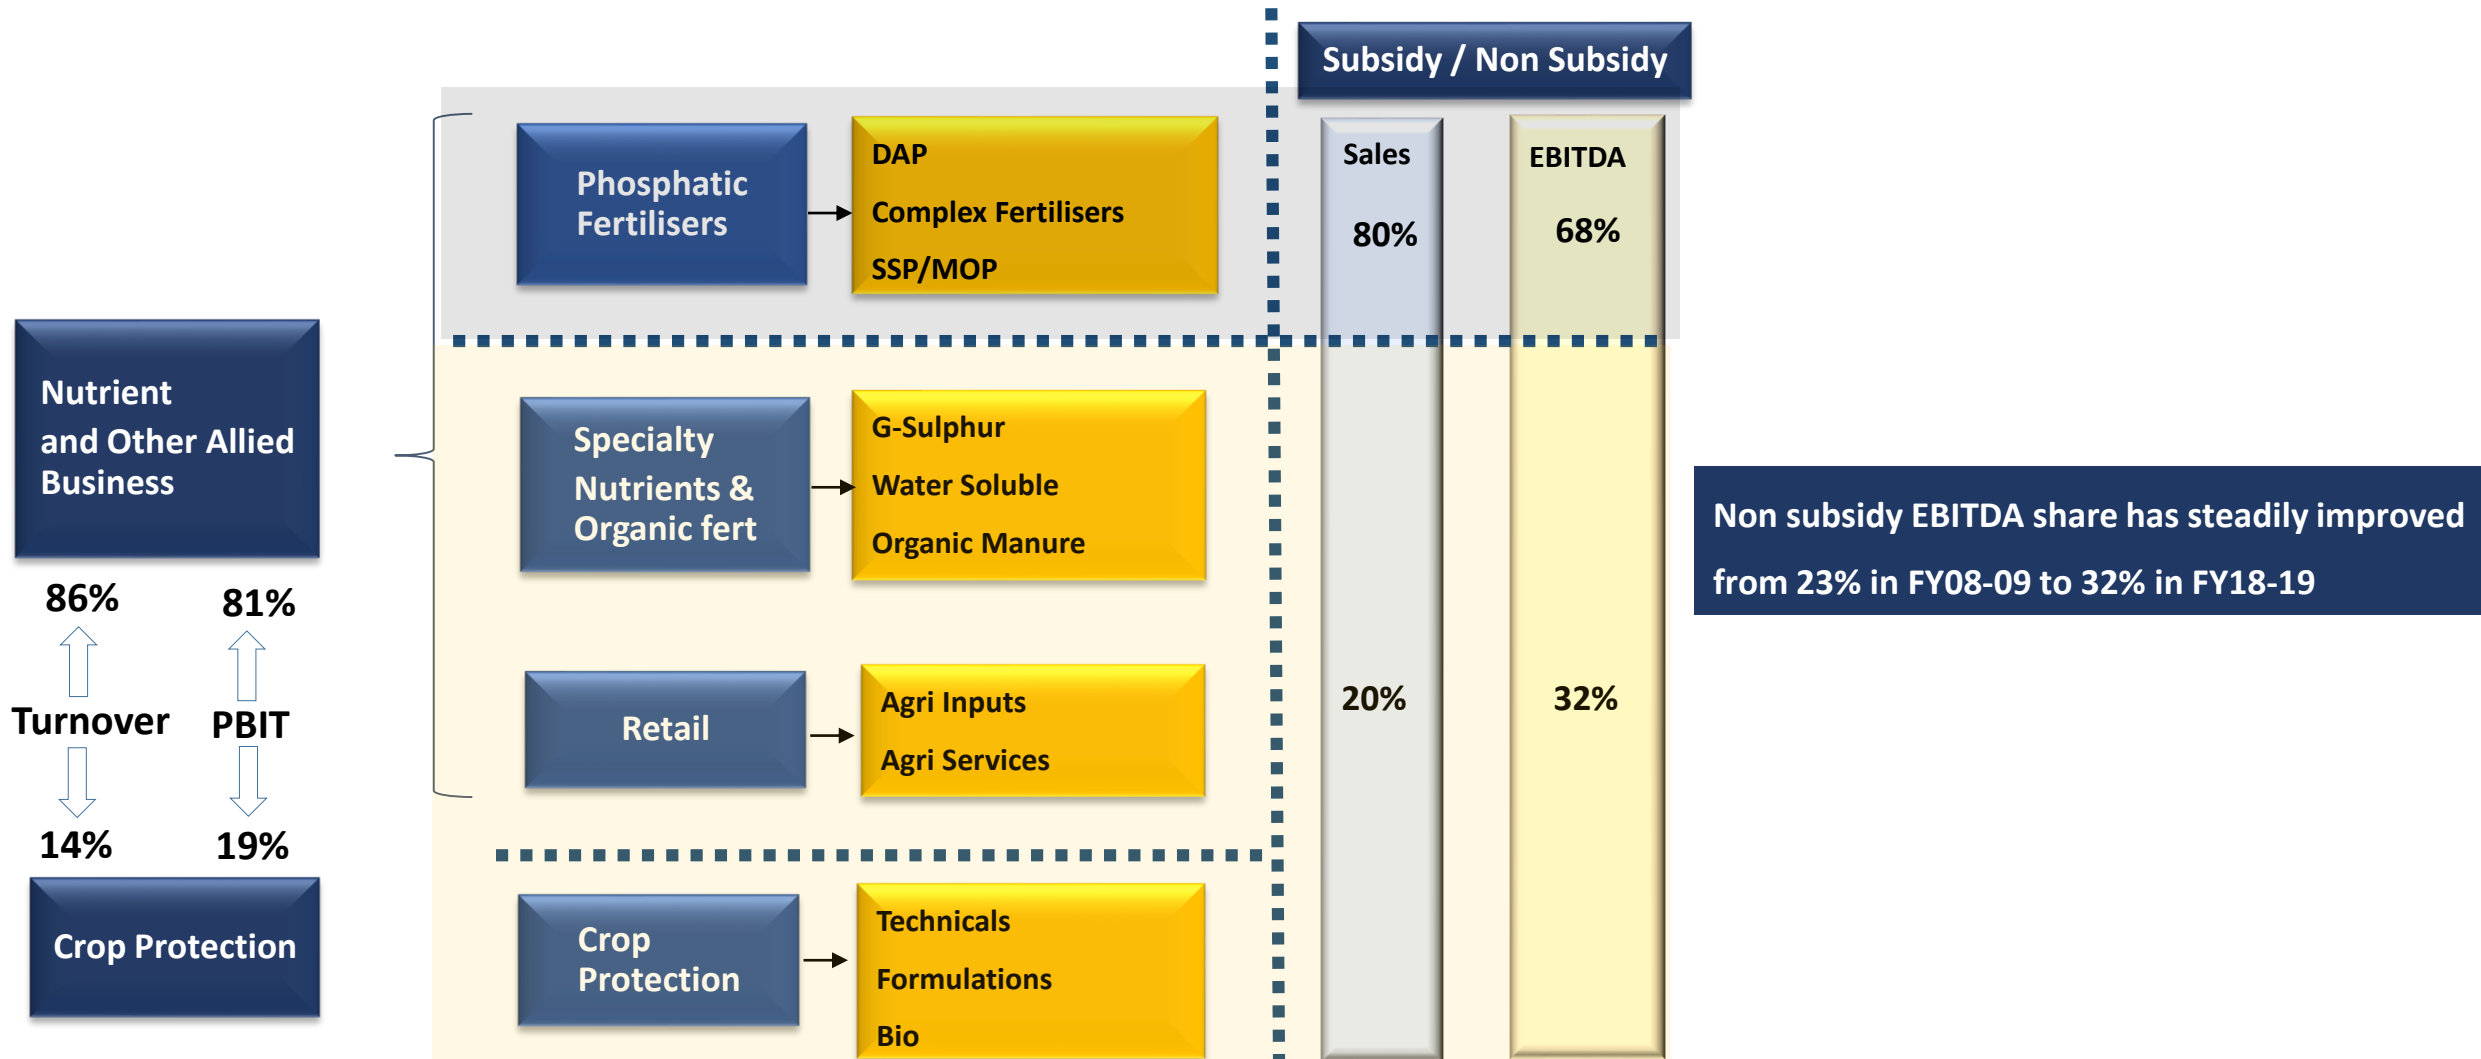 Subsidy / Non Subsidy
Phosphatic
Fertilisers
DAP
Complex Fertilisers
SSP/MOP
Sales
80%
EBITDA
68%
Nutrient
and Other Allied
Business
86%
81%
Turnover
PBIT
14%
19%
Crop Protection
Specialty
Nutrients &
Organic fert
G-Sulphur
Water Soluble
Organic Manure
Retail
Agri Inputs
Agri Services
20%
32%
Crop
Protection
Technicals
Formulations
Bio
Non subsidy EBITDA share has steadily improved
from 23% in FY08-09 to 32% in FY18-19